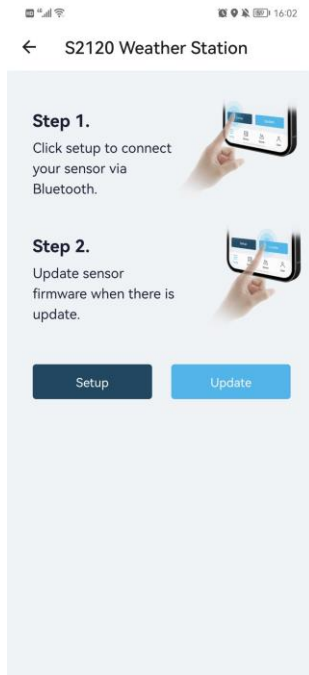 16:02
S2120 Weather Station
Step 1.
Click setup to connect
your sensor via
Bluetooth.
Step 2.
Update sensor
firmware when there is
update.
Setup
Update